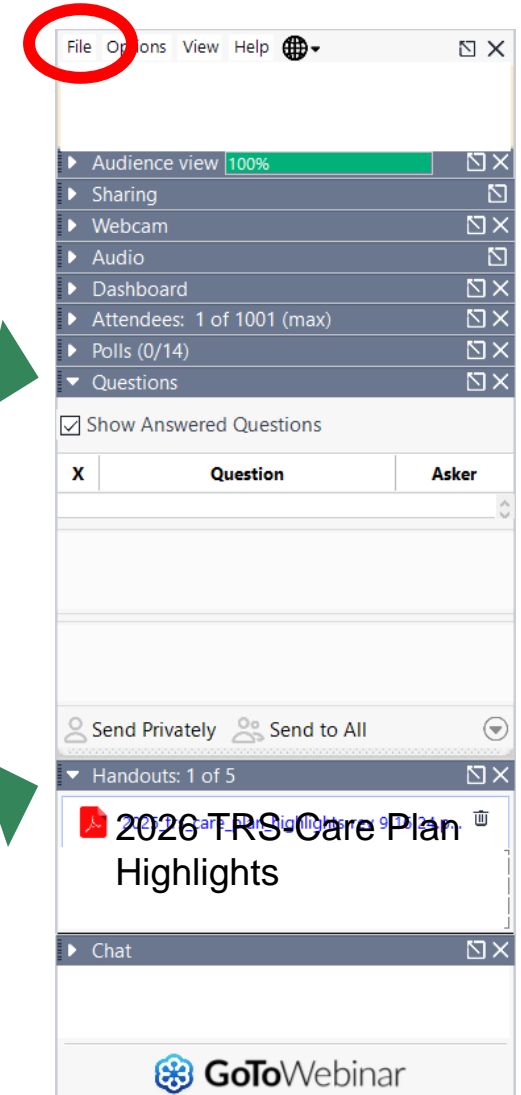 File Options View Help
Audience view 100%
Sharing
Webcam
Audio
Dashboard
Attendees: 1 of 1001 (max)
Polls (0/14)
Questions
Show Answered Questions
X Question Asker
Send Privately Send to All
Handouts: 1 of 5
2026 TRS-Care Plan
Highlights
Chat
GoToWebinar